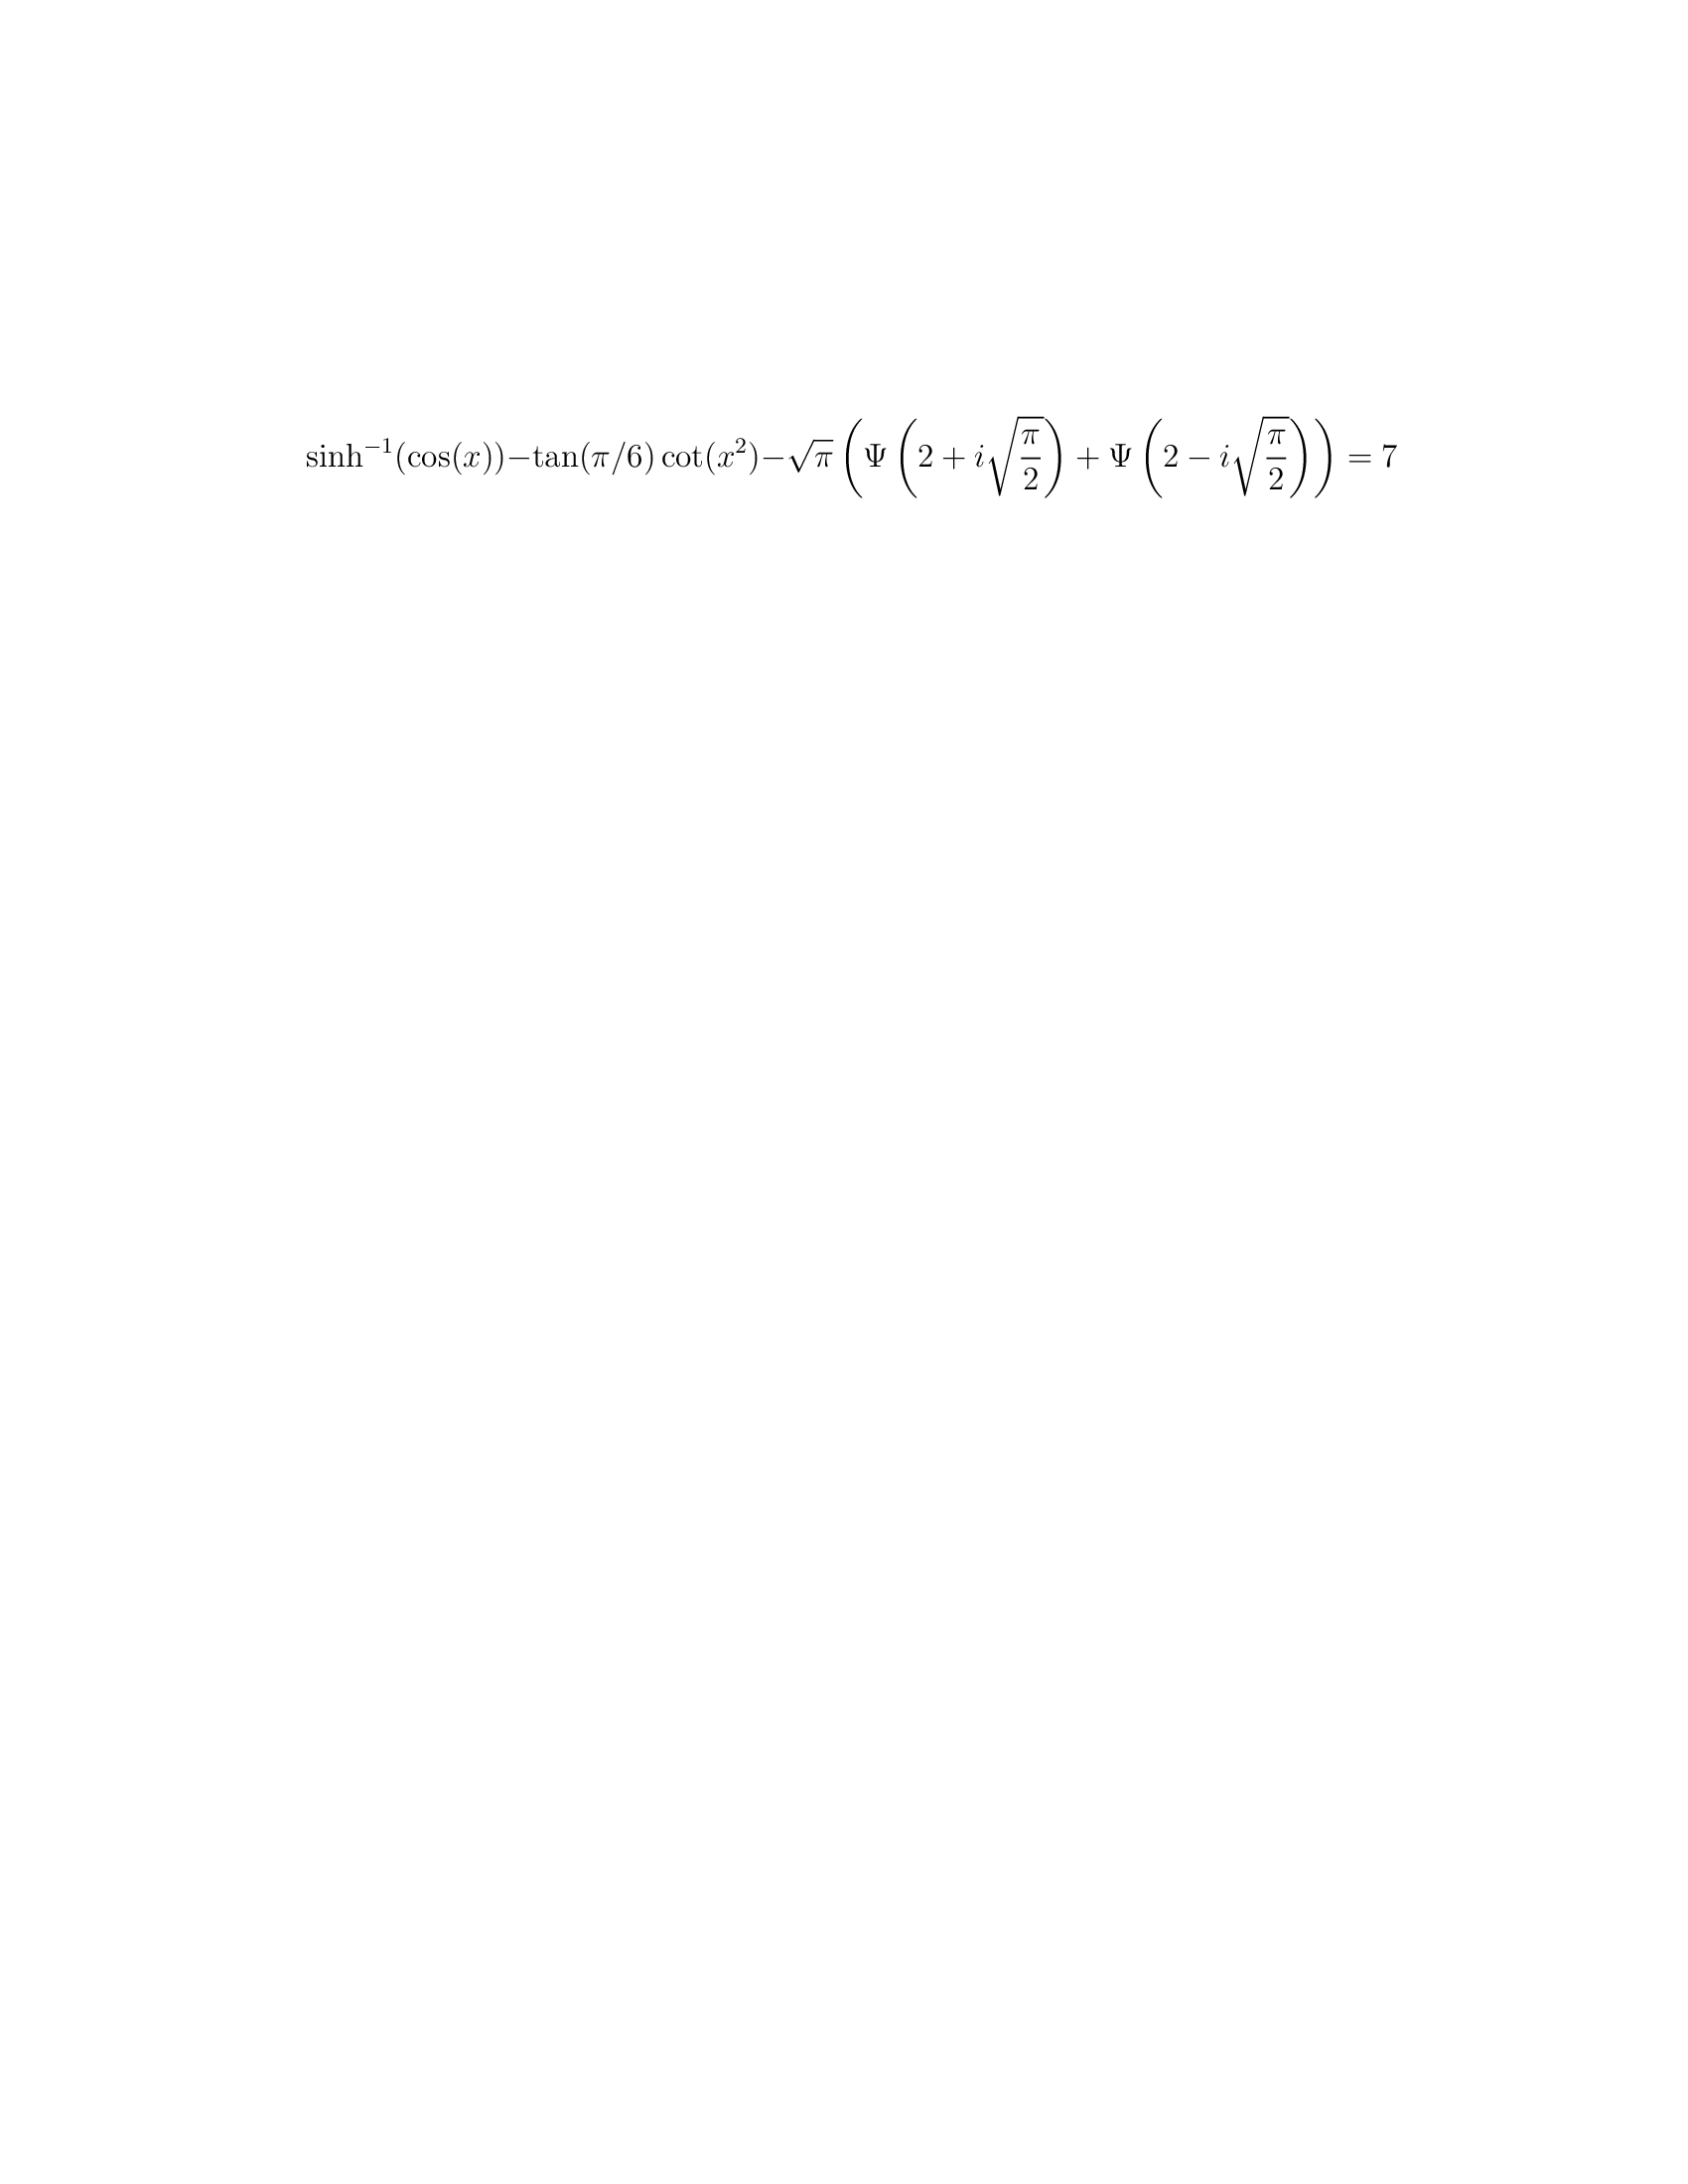 sinh⁻¹(cos(x))−tan(π/6) cot(x²)−√π (Ψ (2 + i√(π/2)) + Ψ (2 − i√(π/2))) = 7